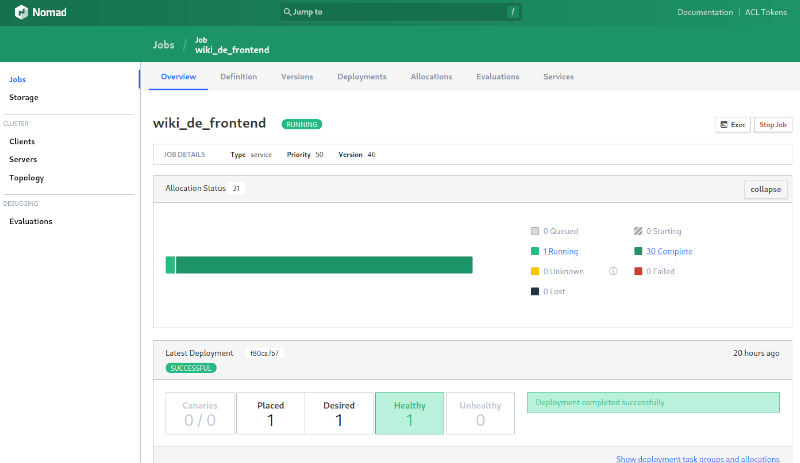 Nomad
Jump to /
Documentation ACL Tokens
Jobs / Job
wiki_de_frontend
Jobs
Storage
CLUSTER
Clients
Servers
Topology
DEBUGGING
Evaluations
Overview Definition Versions Deployments Allocations Evaluations Services
wiki_de_frontend RUNNING
Exec Stop Job
JOB DETAILS Type service Priority 50 Version 46
Allocation Status 31 collapse
0 Queued 0 Starting
1 Running 30 Complete
0 Unknown 0 Failed
0 Lost
Latest Deployment f80ca7b7 20 hours ago
SUCCESSFUL
Canaries Placed Desired Healthy Unhealthy
0 / 0 1 1 1 0
Deployment completed successfully
Show deployment task groups and allocations